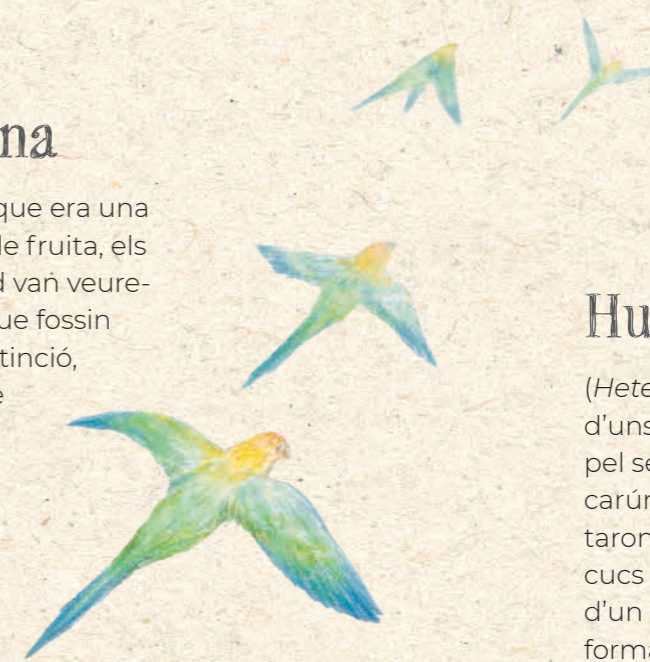 na
que era una
de fruita, els
d van veure-
ue fossin
tinció,
e
Hu
(Hete
d'uns
pel se
carún
taron
cucs
d'un
forma